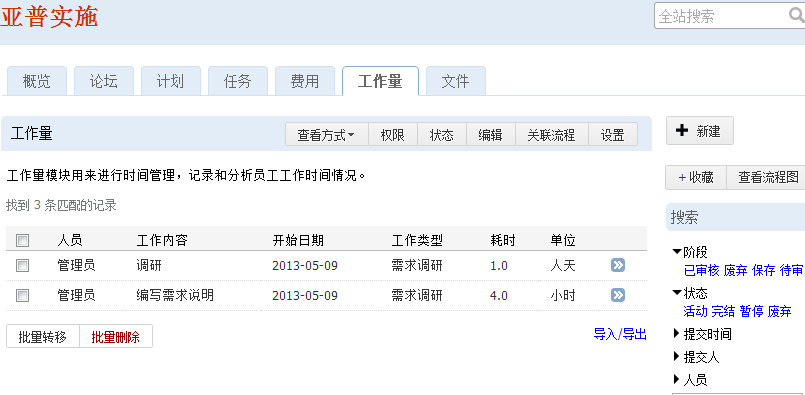 亚普实施
全站搜索
概览 论坛 计划 任务 费用 工作量 文件
工作量 查看方式 权限 状态 编辑 关联流程 设置
新建
工作量模块用来进行时间管理，记录和分析员工工作时间情况。
收藏 查看流程图
找到 3 条匹配的记录
搜索
人员 工作内容 开始日期 工作类型 耗时 单位
管理员 调研 2013-05-09 需求调研 1.0 人天
管理员 编写需求说明 2013-05-09 需求调研 4.0 小时
批量转移 批量删除 导入/导出
阶段
已审核 废弃 保存 待审
状态
活动 完结 暂停 废弃
提交时间
提交人
人员